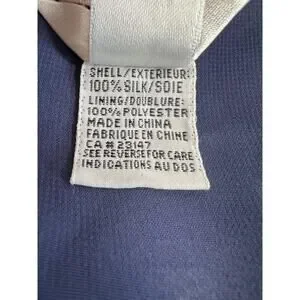 SHELL/EXTERIEUR:
100% SILK/SOIE
LINING/DOUBLURE:
100% POLYESTER
MADE IN CHINA
FABRIQUE EN CHINE
CA # 23147
SEE REVERSE FOR CARE
INDICATIONS AU DOS